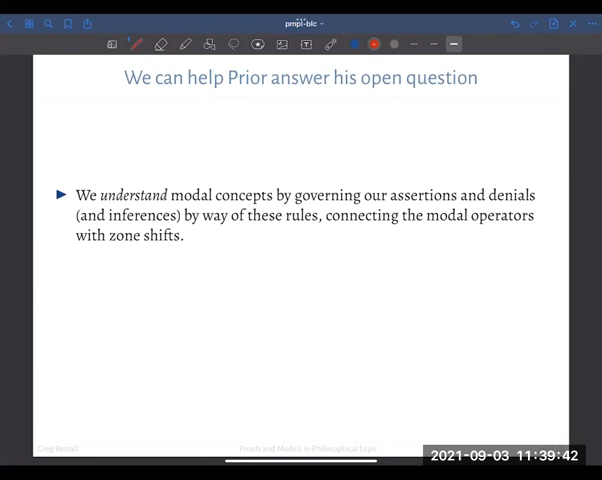 pmpl-blc
We can help Prior answer his open question
We understand modal concepts by governing our assertions and denials
(and inferences) by way of these rules, connecting the modal operators
with zone shifts.
Greg Restall
Proofs and Models in Philosophical Logic
2021-09-03 11:39:42